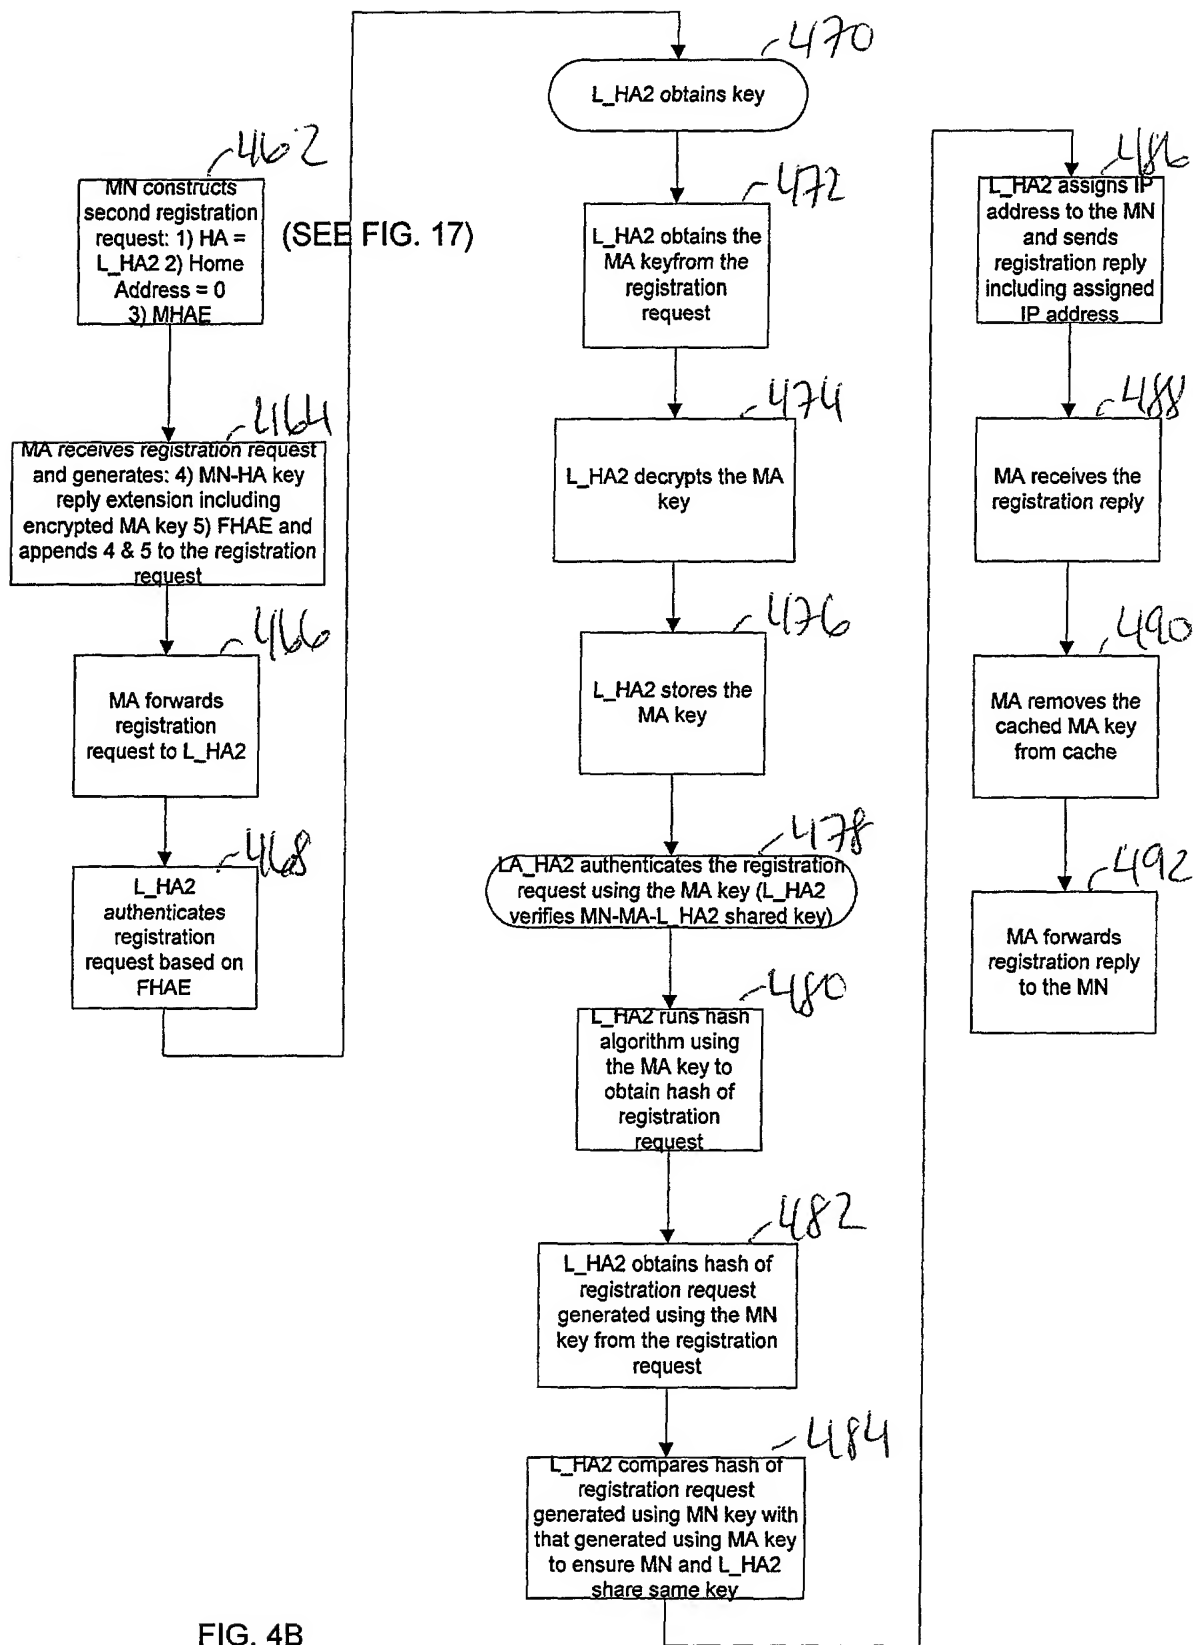 462
MN constructs
second registration
request: 1) HA =
L_HA2 2) Home
Address = 0
3) MHAE
(SEE FIG. 17)
464
MA receives registration request
and generates: 4) MN-HA key
reply extension including
encrypted MA key 5) FHAE and
appends 4 & 5 to the registration
request
466
MA forwards
registration
request to L_HA2
468
L_HA2
authenticates
registration
request based on
FHAE
470
L_HA2 obtains key
472
L_HA2 obtains the
MA keyfrom the
registration
request
474
L_HA2 decrypts the MA
key
476
L_HA2 stores the
MA key
478
LA_HA2 authenticates the registration
request using the MA key (L_HA2
verifies MN-MA-L_HA2 shared key)
480
L_HA2 runs hash
algorithm using
the MA key to
obtain hash of
registration
request
482
L_HA2 obtains hash of
registration request
generated using the MN
key from the registration
request
484
L_HA2 compares hash of
registration request
generated using MN key with
that generated using MA key
to ensure MN and L_HA2
share same key
486
L_HA2 assigns IP
address to the MN
and sends
registration reply
including assigned
IP address
488
MA receives the
registration reply
490
MA removes the
cached MA key
from cache
492
MA forwards
registration reply
to the MN
FIG. 4B